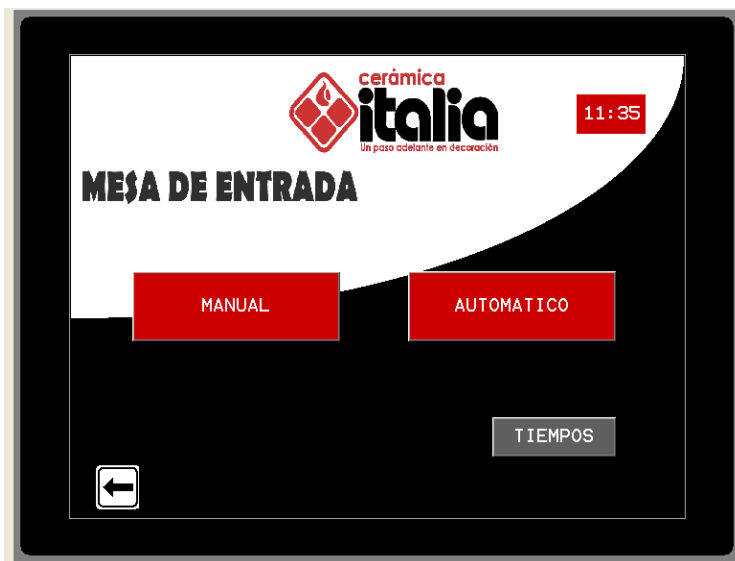 cerámica
italia
Un paso adelante en decoración
11:35
MESA DE ENTRADA
MANUAL
AUTOMATICO
TIEMPOS